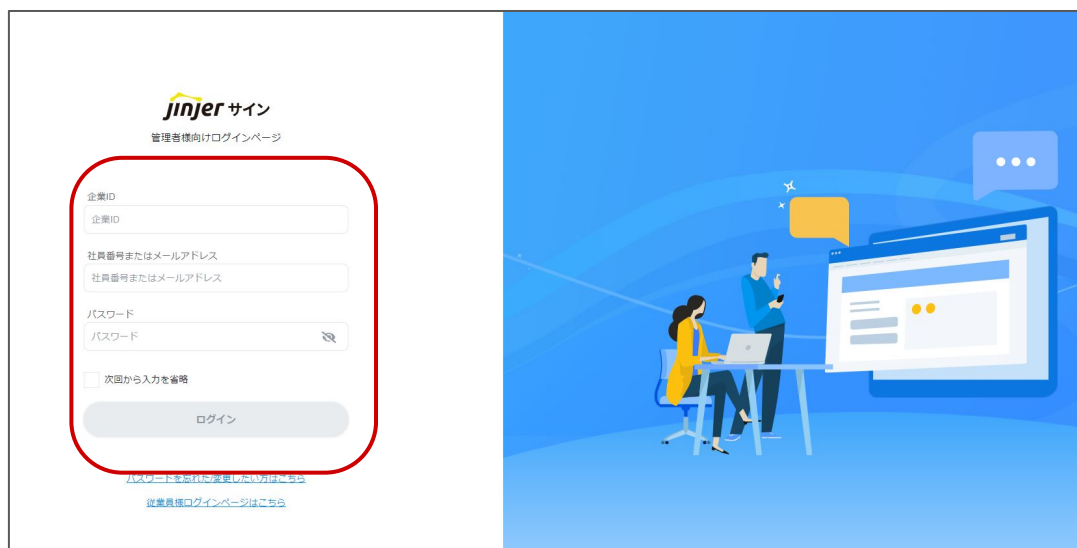 jinjer サイン
管理者様向けログインページ
企業ID
企業ID
社員番号またはメールアドレス
社員番号またはメールアドレス
パスワード
パスワード
次回から入力を省略
ログイン
パスワードを忘れた/変更したい方はこちら
従業員様ログインページはこちら